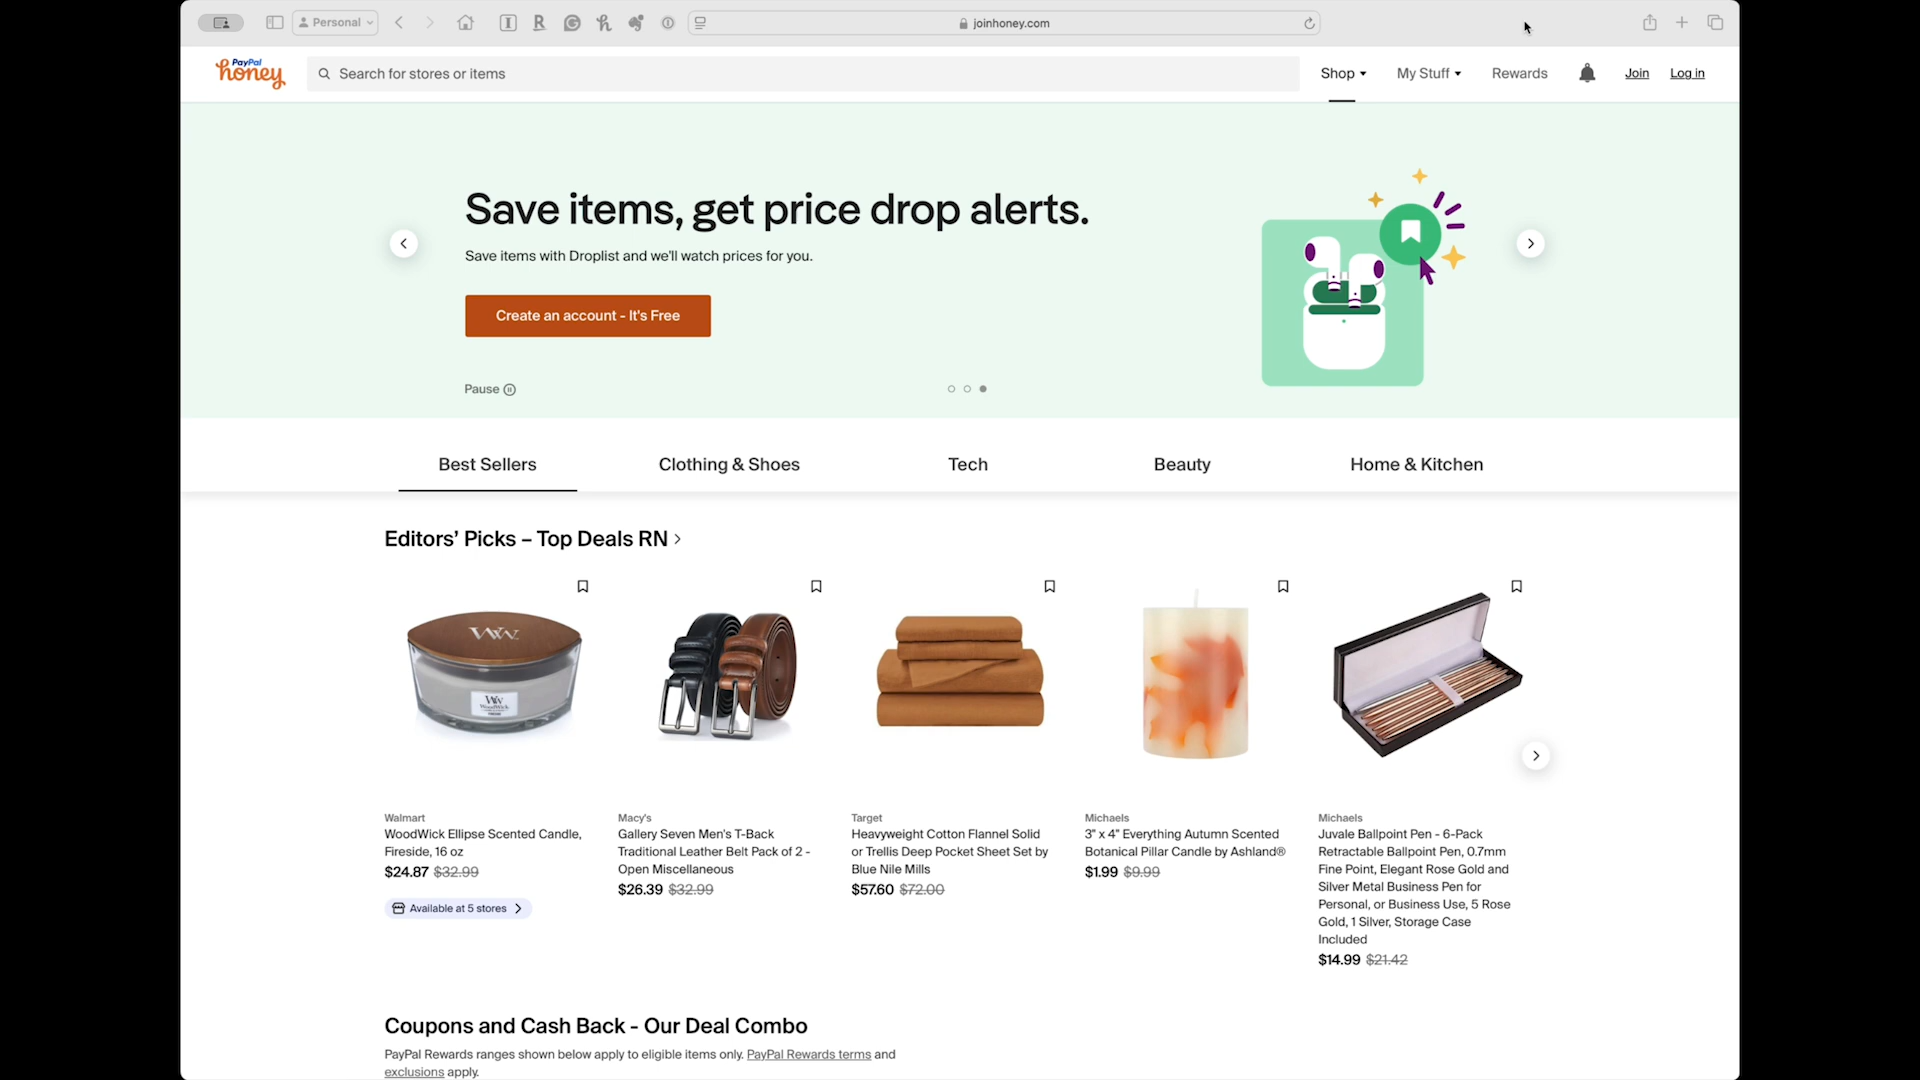 Personal
joinhoney.com
PayPal
honey
Search for stores or items
Shop
My Stuff
Rewards
Join
Log in
Save items, get price drop alerts.
Save items with Droplist and we'll watch prices for you.
Create an account - It's Free
Pause
Best Sellers
Clothing & Shoes
Tech
Beauty
Home & Kitchen
Editors' Picks – Top Deals RN
WW
WW
WoodWick
Walmart
WoodWick Ellipse Scented Candle,
Fireside, 16 oz
$24.87 $32.99
Available at 5 stores
Macy's
Gallery Seven Men's T-Back
Traditional Leather Belt Pack of 2 -
Open Miscellaneous
$26.39 $32.99
Target
Heavyweight Cotton Flannel Solid
or Trellis Deep Pocket Sheet Set by
Blue Nile Mills
$57.60 $72.00
Michaels
3" x 4" Everything Autumn Scented
Botanical Pillar Candle by Ashland®
$1.99 $9.99
Michaels
Juvale Ballpoint Pen - 6-Pack
Retractable Ballpoint Pen, 0.7mm
Fine Point, Elegant Rose Gold and
Silver Metal Business Pen for
Personal, or Business Use, 5 Rose
Gold, 1 Silver, Storage Case
Included
$14.99 $21.42
Coupons and Cash Back - Our Deal Combo
PayPal Rewards ranges shown below apply to eligible items only. PayPal Rewards terms and
exclusions apply.